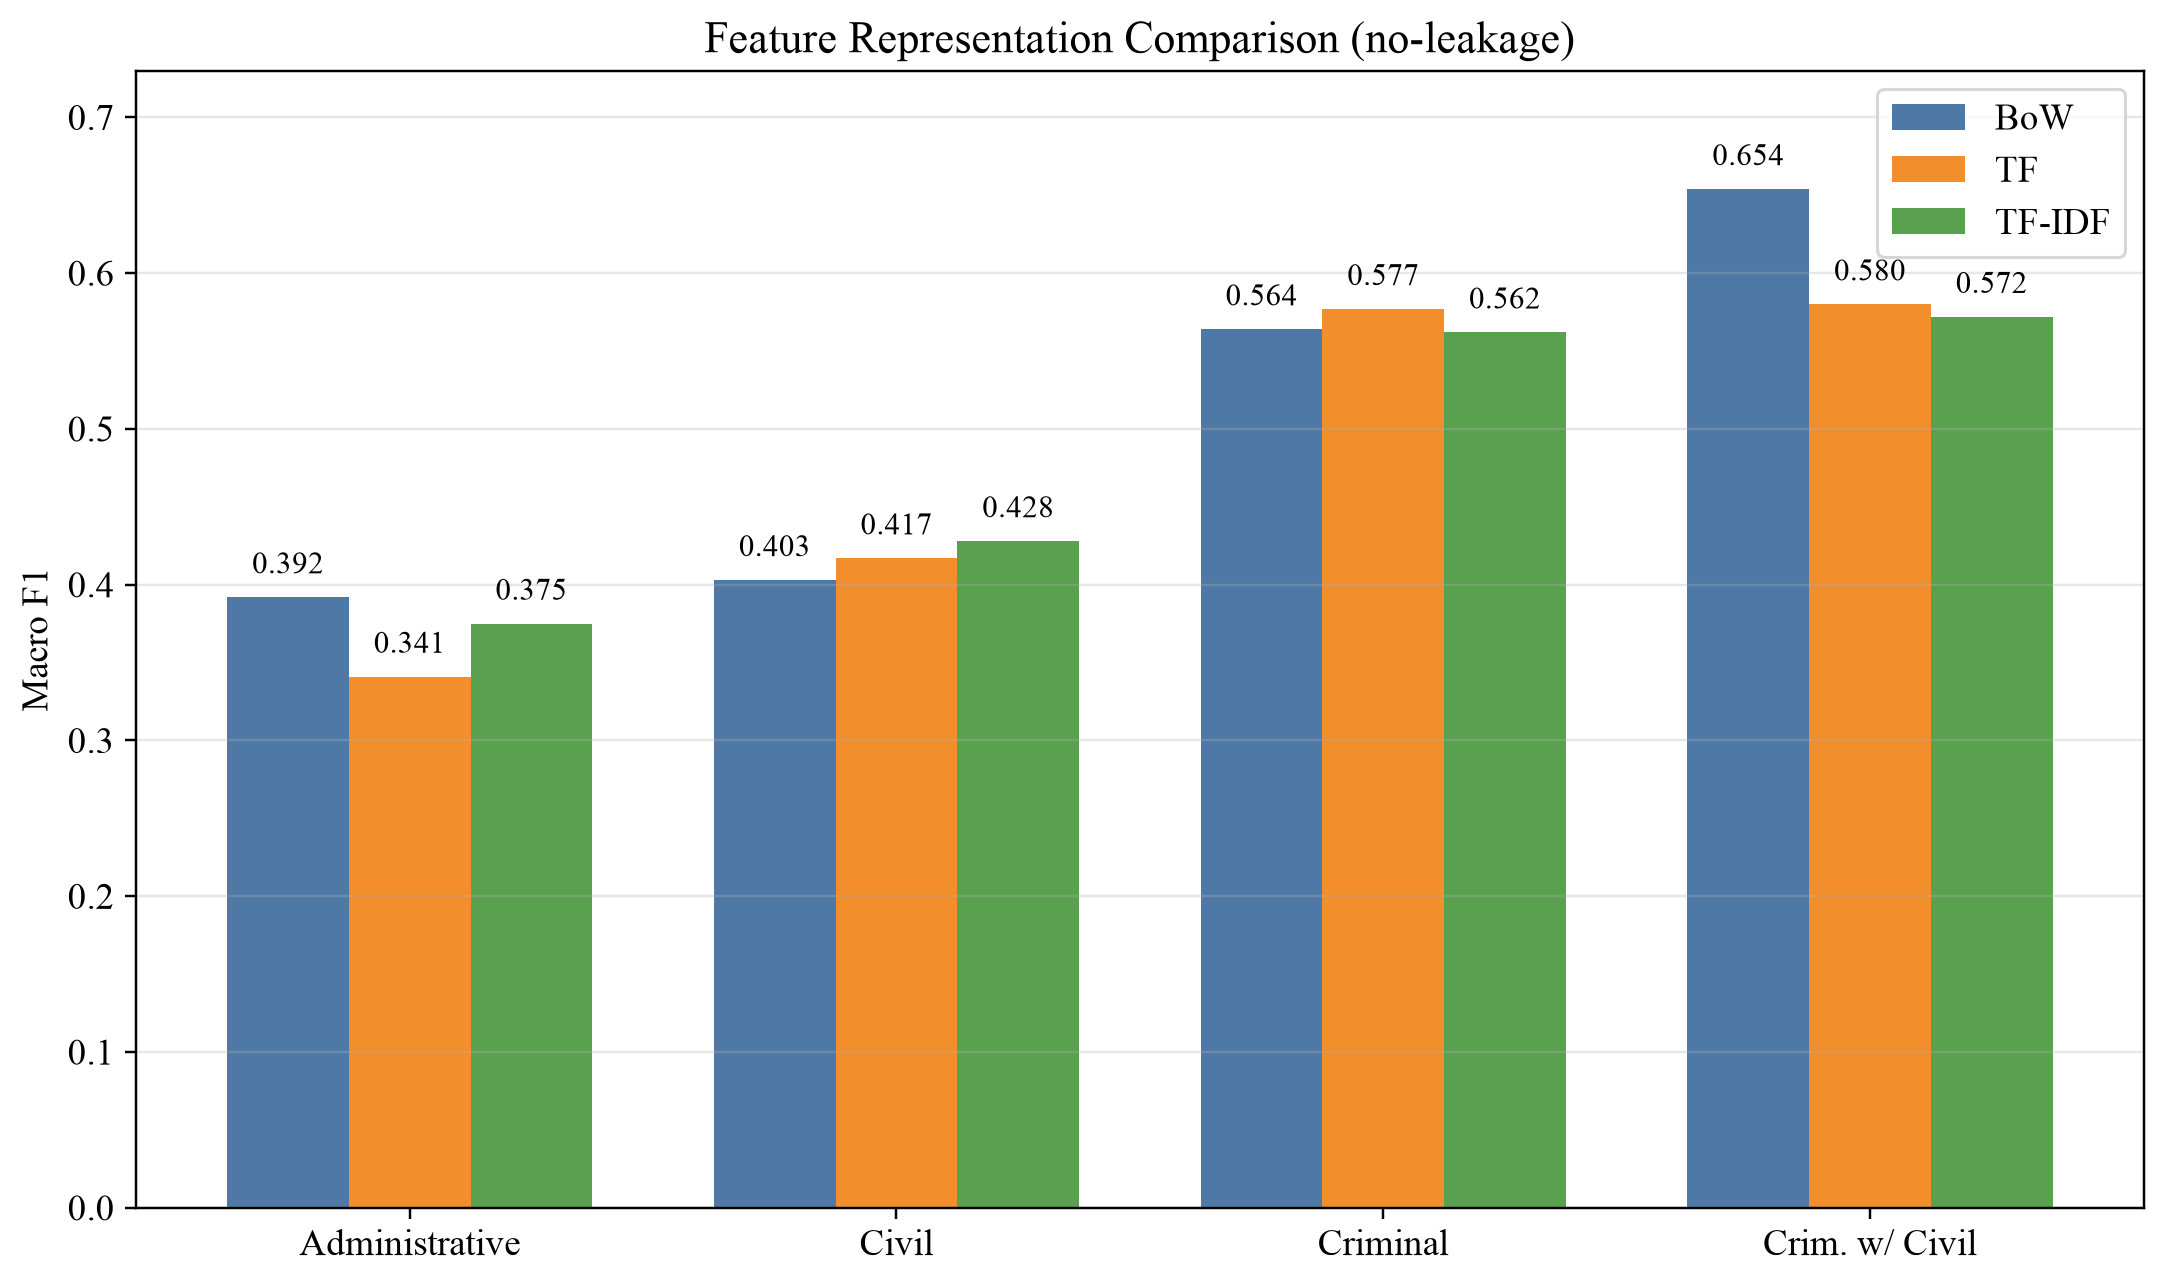 Feature Representation Comparison (no-leakage)
Macro F1
0.7
0.6
0.5
0.4
0.3
0.2
0.1
0.0
BoW
TF
TF-IDF
0.392
0.341
0.375
0.403
0.417
0.428
0.564
0.577
0.562
0.654
0.580
0.572
Administrative
Civil
Criminal
Crim. w/ Civil